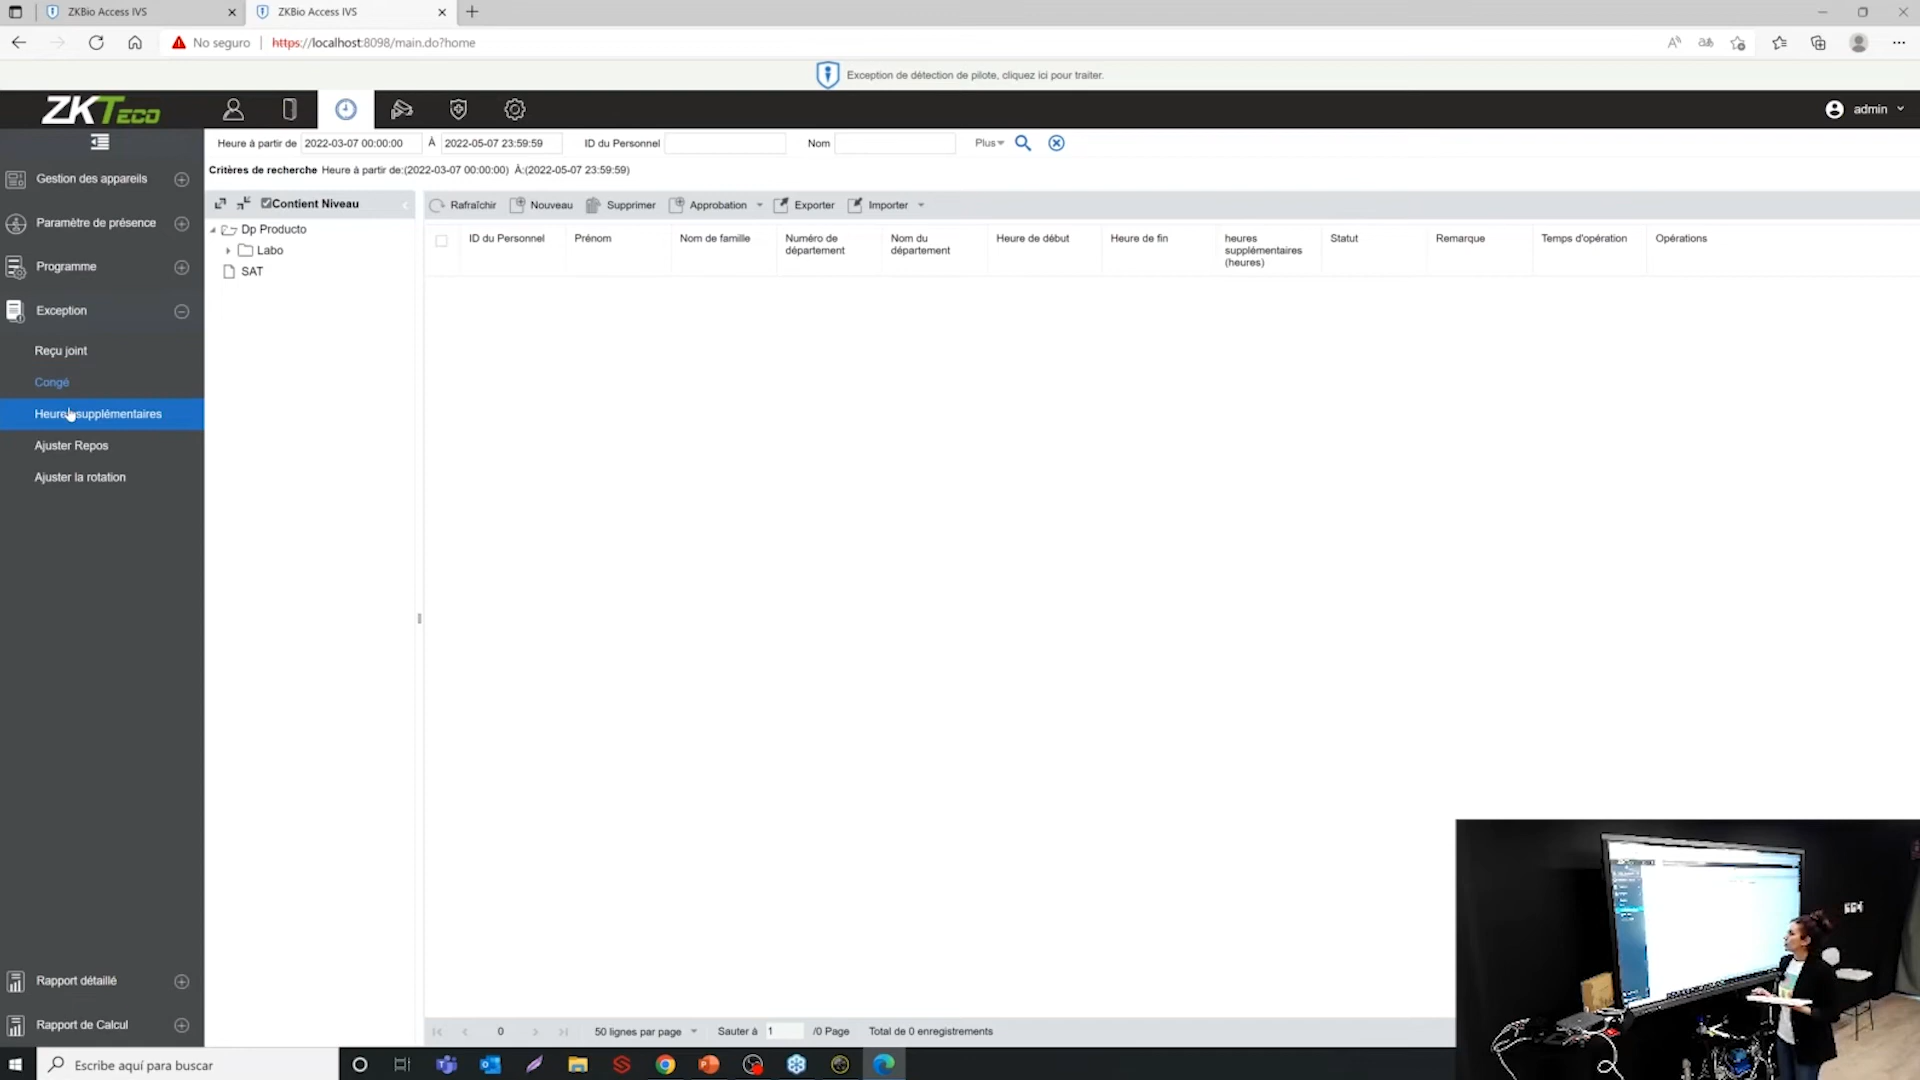 ZKBio Access IVS
ZKBio Access IVS
No seguro
https://localhost:8098/main.do?home
Exception de détection de pilote, cliquez ici pour traiter.
ZKTECO
admin
Heure à partir de 2022-03-07 00:00:00 À 2022-05-07 23:59:59 ID du Personnel Nom Plus
Critères de recherche Heure à partir de:(2022-03-07 00:00:00) À:(2022-05-07 23:59:59)
Gestion des appareils
Paramètre de présence
Programme
Exception
Reçu joint
Congé
Heures supplémentaires
Ajuster Repos
Ajuster la rotation
Rapport détaillé
Rapport de Calcul
Contient Niveau
Dp Producto
Labo
SAT
Rafraîchir Nouveau Supprimer Approbation Exporter Importer
ID du Personnel Prénom Nom de famille Numéro de département Nom du département Heure de début Heure de fin heures supplémentaires (heures) Statut Remarque Temps d'opération Opérations
0 50 lignes par page Sauter à 1 /0 Page Total de 0 enregistrements
Escribe aquí para buscar